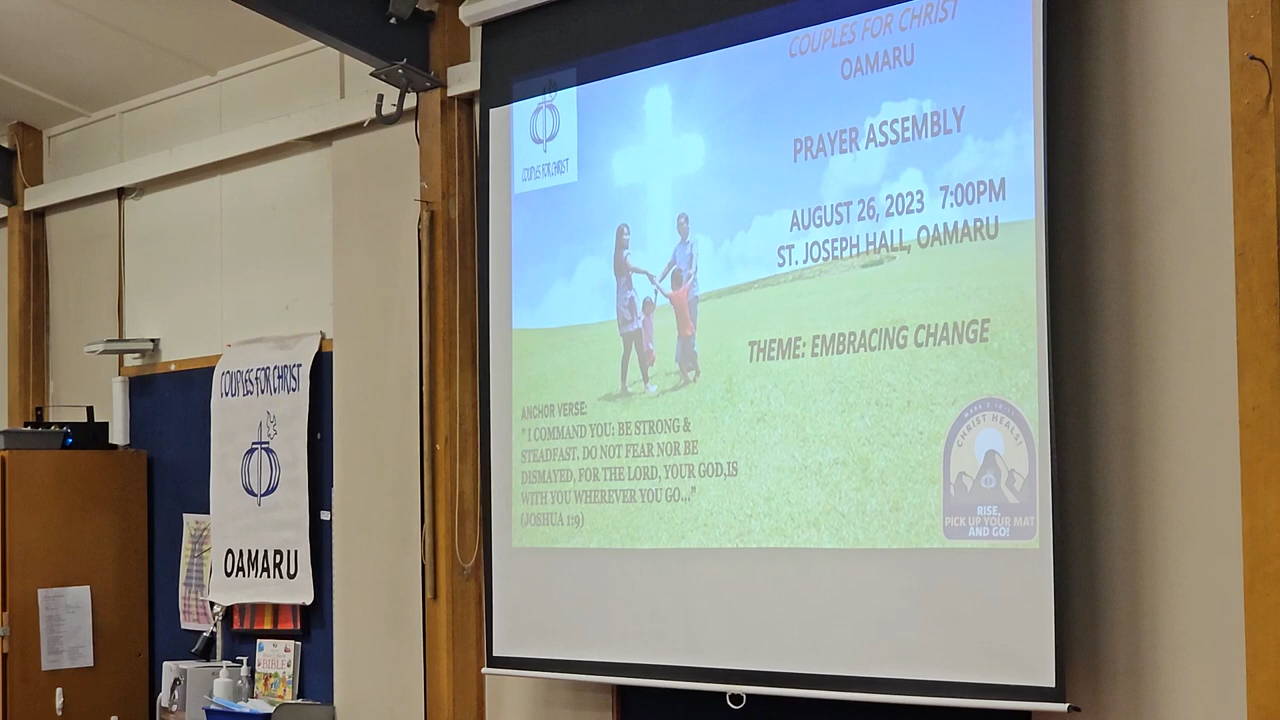 COUPLES FOR CHRIST
OAMARU
PRAYER ASSEMBLY
AUGUST 26, 2023 7:00PM
ST. JOSEPH HALL, OAMARU
THEME: EMBRACING CHANGE
COUPLES FOR CHRIST
ANCHOR VERSE:
" I COMMAND YOU: BE STRONG &
STEADFAST, DO NOT FEAR NOR BE
DISMAYED, FOR THE LORD, YOUR GOD,IS
WITH YOU WHEREVER YOU GO..."
(JOSHUA 1:9)
CHRIST HEALS!
RISE,
PICK UP YOUR MAT
AND GO!
COUPLES FOR CHRIST
OAMARU
BIBLE